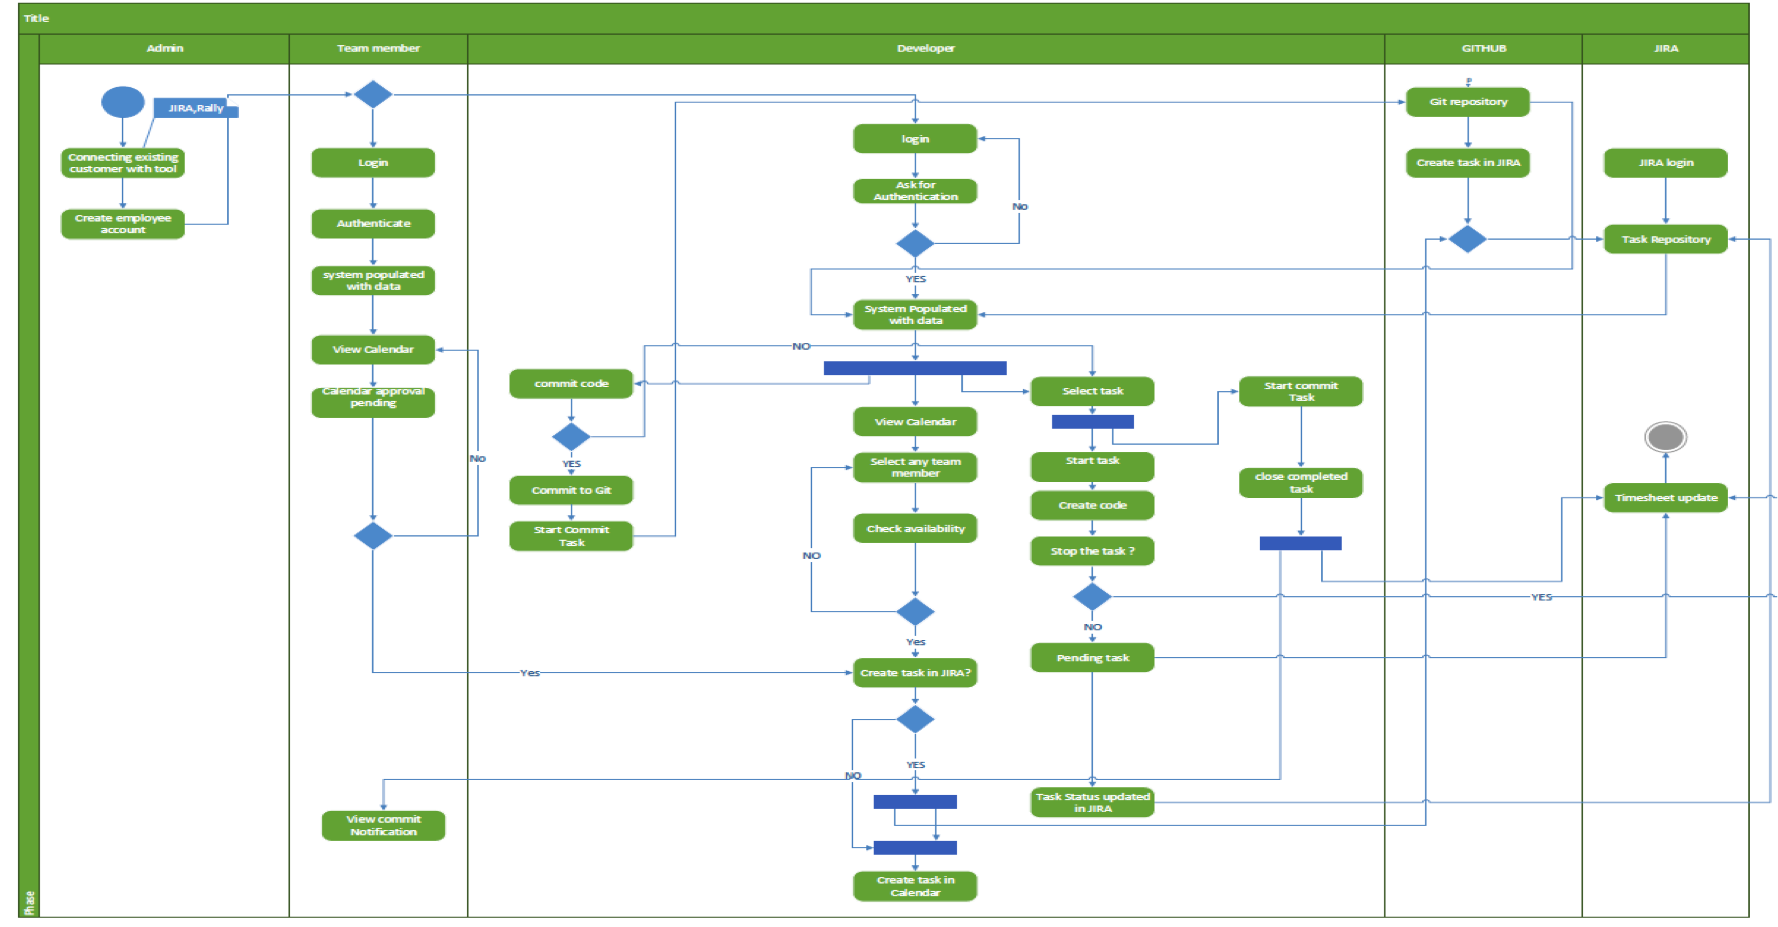 Title
Admin
Team member
Developer
GITHUB
JIRA
Phase
JIRA,Rally
Connecting existing
customer with tool
Create employee
account
Login
Authenticate
system populated
with data
View Calendar
Calendar approval
pending
No
Yes
View commit
Notification
login
Ask for
Authentication
No
YES
System Populated
with data
NO
commit code
YES
Commit to Git
Start Commit
Task
View Calendar
Select any team
member
Check availability
NO
Yes
Create task in JIRA?
NO
YES
Create task in
Calendar
Select task
Start task
Create code
Stop the task ?
YES
NO
Pending task
Task Status updated
in JIRA
Start commit
Task
close completed
task
Git repository
Create task in JIRA
JIRA login
Task Repository
Timesheet update